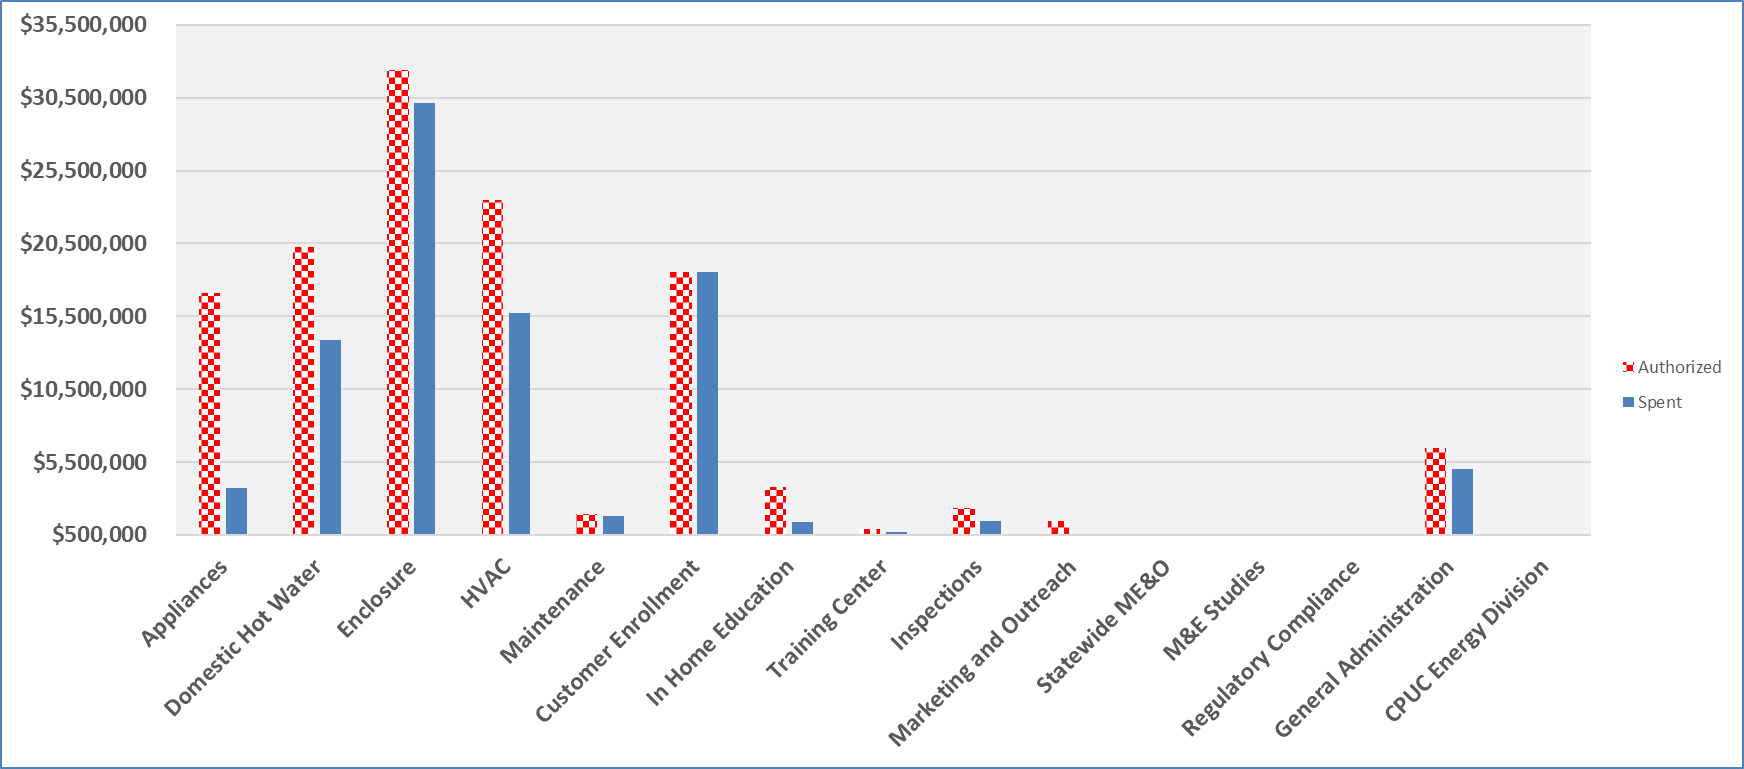 $35,500,000
$30,500,000
$25,500,000
$20,500,000
$15,500,000
$10,500,000
$5,500,000
$500,000
Appliances
Domestic Hot Water
Enclosure
HVAC
Maintenance
Customer Enrollment
In Home Education
Training Center
Inspections
Marketing and Outreach
Statewide ME&O
M&E Studies
Regulatory Compliance
General Administration
CPUC Energy Division
Authorized
Spent